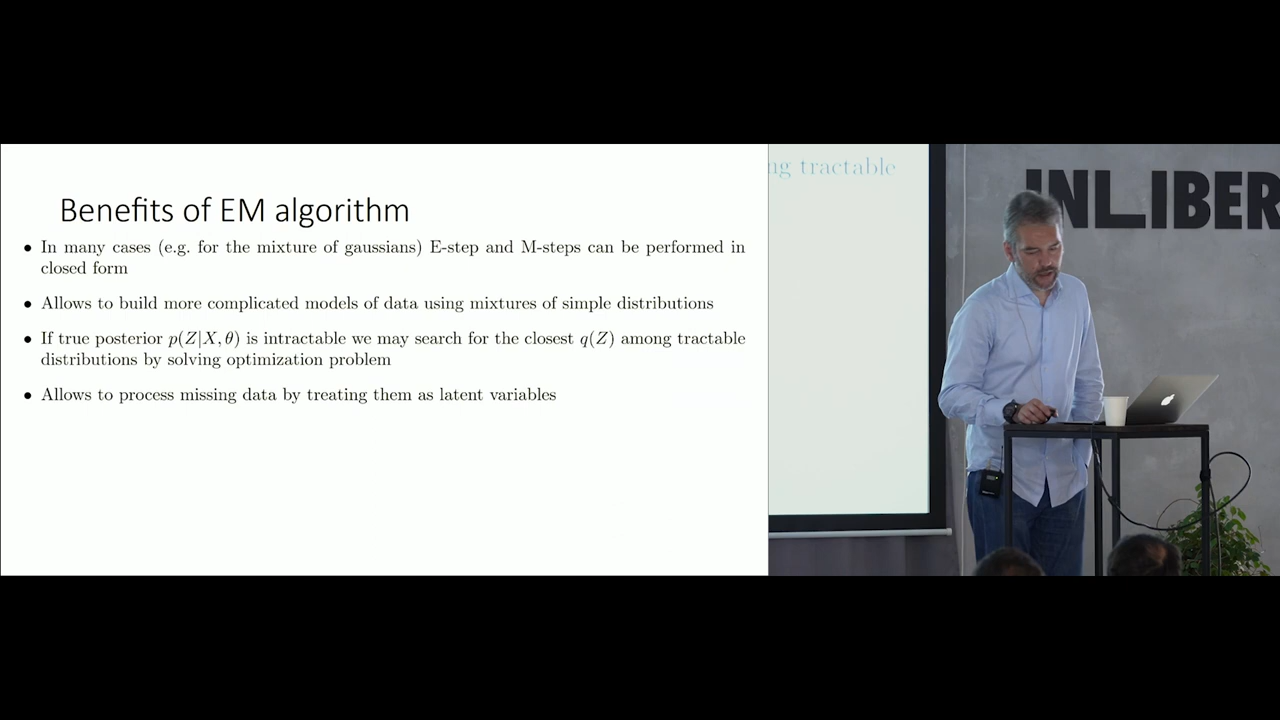 Benefits of EM algorithm
• In many cases (e.g. for the mixture of gaussians) E-step and M-steps can be performed in
closed form
• Allows to build more complicated models of data using mixtures of simple distributions
• If true posterior p(Z|X, θ) is intractable we may search for the closest q(Z) among tractable
distributions by solving optimization problem
• Allows to process missing data by treating them as latent variables
ng tractable
INLIBER